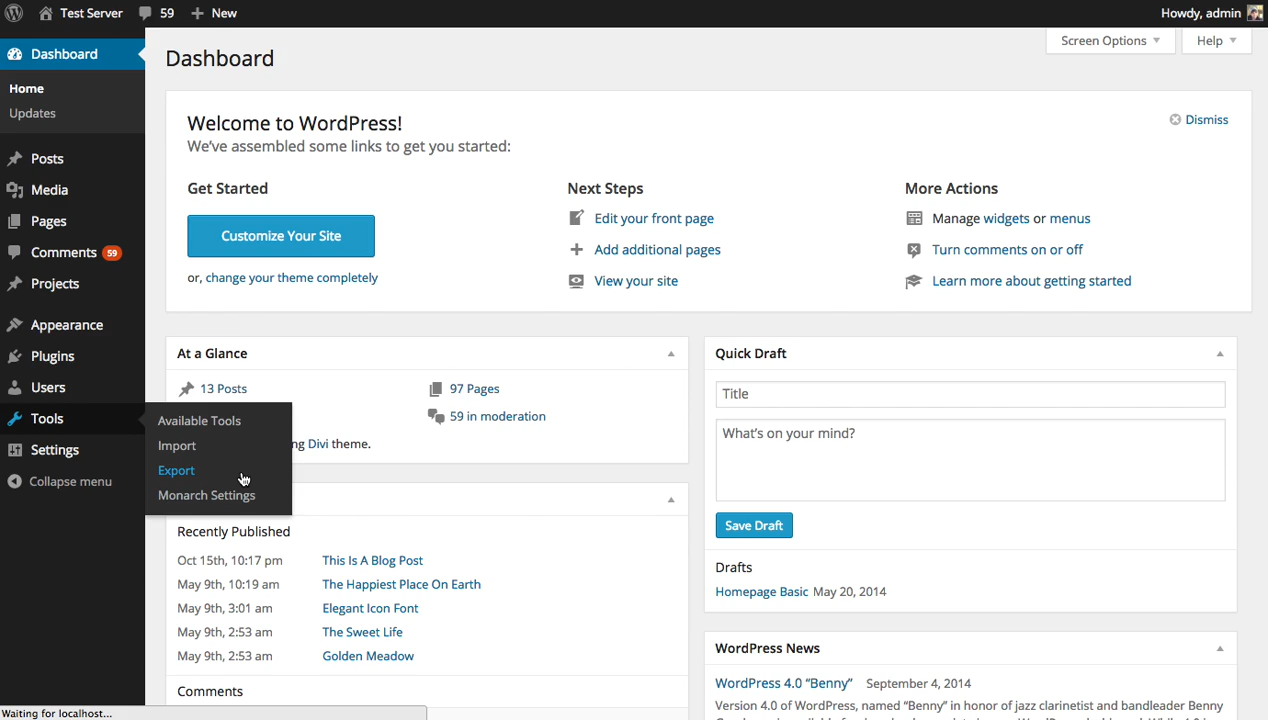 Test Server 59 New Howdy, admin
Screen Options Help
Dashboard
Home
Updates
Posts
Media
Pages
Comments 59
Projects
Appearance
Plugins
Users
Tools
Settings
Collapse menu
Available Tools
Import
Export
Monarch Settings
Dashboard
Welcome to WordPress!
Dismiss
We've assembled some links to get you started:
Get Started
Customize Your Site
or, change your theme completely
Next Steps
Edit your front page
Add additional pages
View your site
More Actions
Manage widgets or menus
Turn comments on or off
Learn more about getting started
At a Glance
13 Posts
97 Pages
59 in moderation
ng Divi theme.
Recently Published
Oct 15th, 10:17 pm This Is A Blog Post
May 9th, 10:19 am The Happiest Place On Earth
May 9th, 3:01 am Elegant Icon Font
May 9th, 2:53 am The Sweet Life
May 9th, 2:53 am Golden Meadow
Comments
Quick Draft
Title
What's on your mind?
Save Draft
Drafts
Homepage Basic May 20, 2014
WordPress News
WordPress 4.0 "Benny" September 4, 2014
Version 4.0 of WordPress, named "Benny" in honor of jazz clarinetist and bandleader Benny
Waiting for localhost...